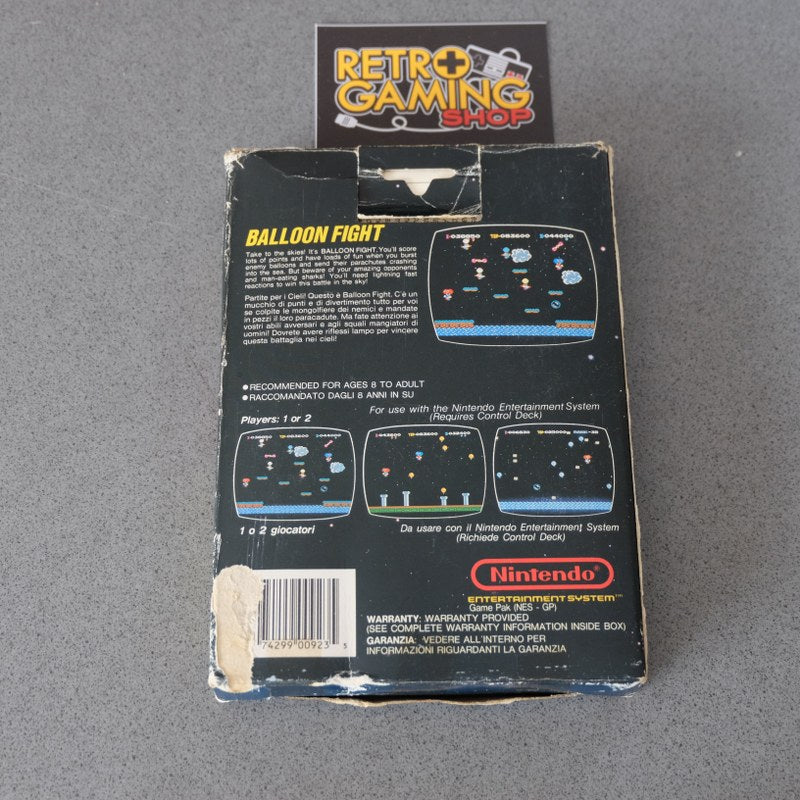 RETRO
GAMING
SHOP
BALLOON FIGHT
Take to the skies! It's BALLOON FIGHT. You'll score
lots of points and have loads of fun when you burst
enemy balloons and send their parachutes crashing
into the sea. But beware of your amazing opponents
and man-eating sharks! You'll need lightning fast
reactions to win this battle in the sky!
Partite per i Cieli! Questo è Balloon Fight. C'è un
mucchio di punti e di divertimento tutto per voi
se colpite le mongolfiere dei nemici e mandate
in pezzi il loro paracadute. Ma fate attenzione ai
vostri abili avversari e agli squali mangiatori di
uomini! Dovrete avere riflessi lampo per vincere
questa battaglia nei cieli!
● RECOMMENDED FOR AGES 8 TO ADULT
● RACCOMANDATO DAGLI 8 ANNI IN SU
For use with the Nintendo Entertainment System
(Requires Control Deck)
Players: 1 or 2
1 o 2 giocatori
Da usare con il Nintendo Entertainment System
(Richiede Control Deck)
Nintendo®
ENTERTAINMENT SYSTEM™
Game Pak (NES - GP)
WARRANTY: WARRANTY PROVIDED
(SEE COMPLETE WARRANTY INFORMATION INSIDE BOX)
GARANZIA: VEDERE ALL'INTERNO PER
INFORMAZIONI RIGUARDANTI LA GARANZIA
74299 00923 5